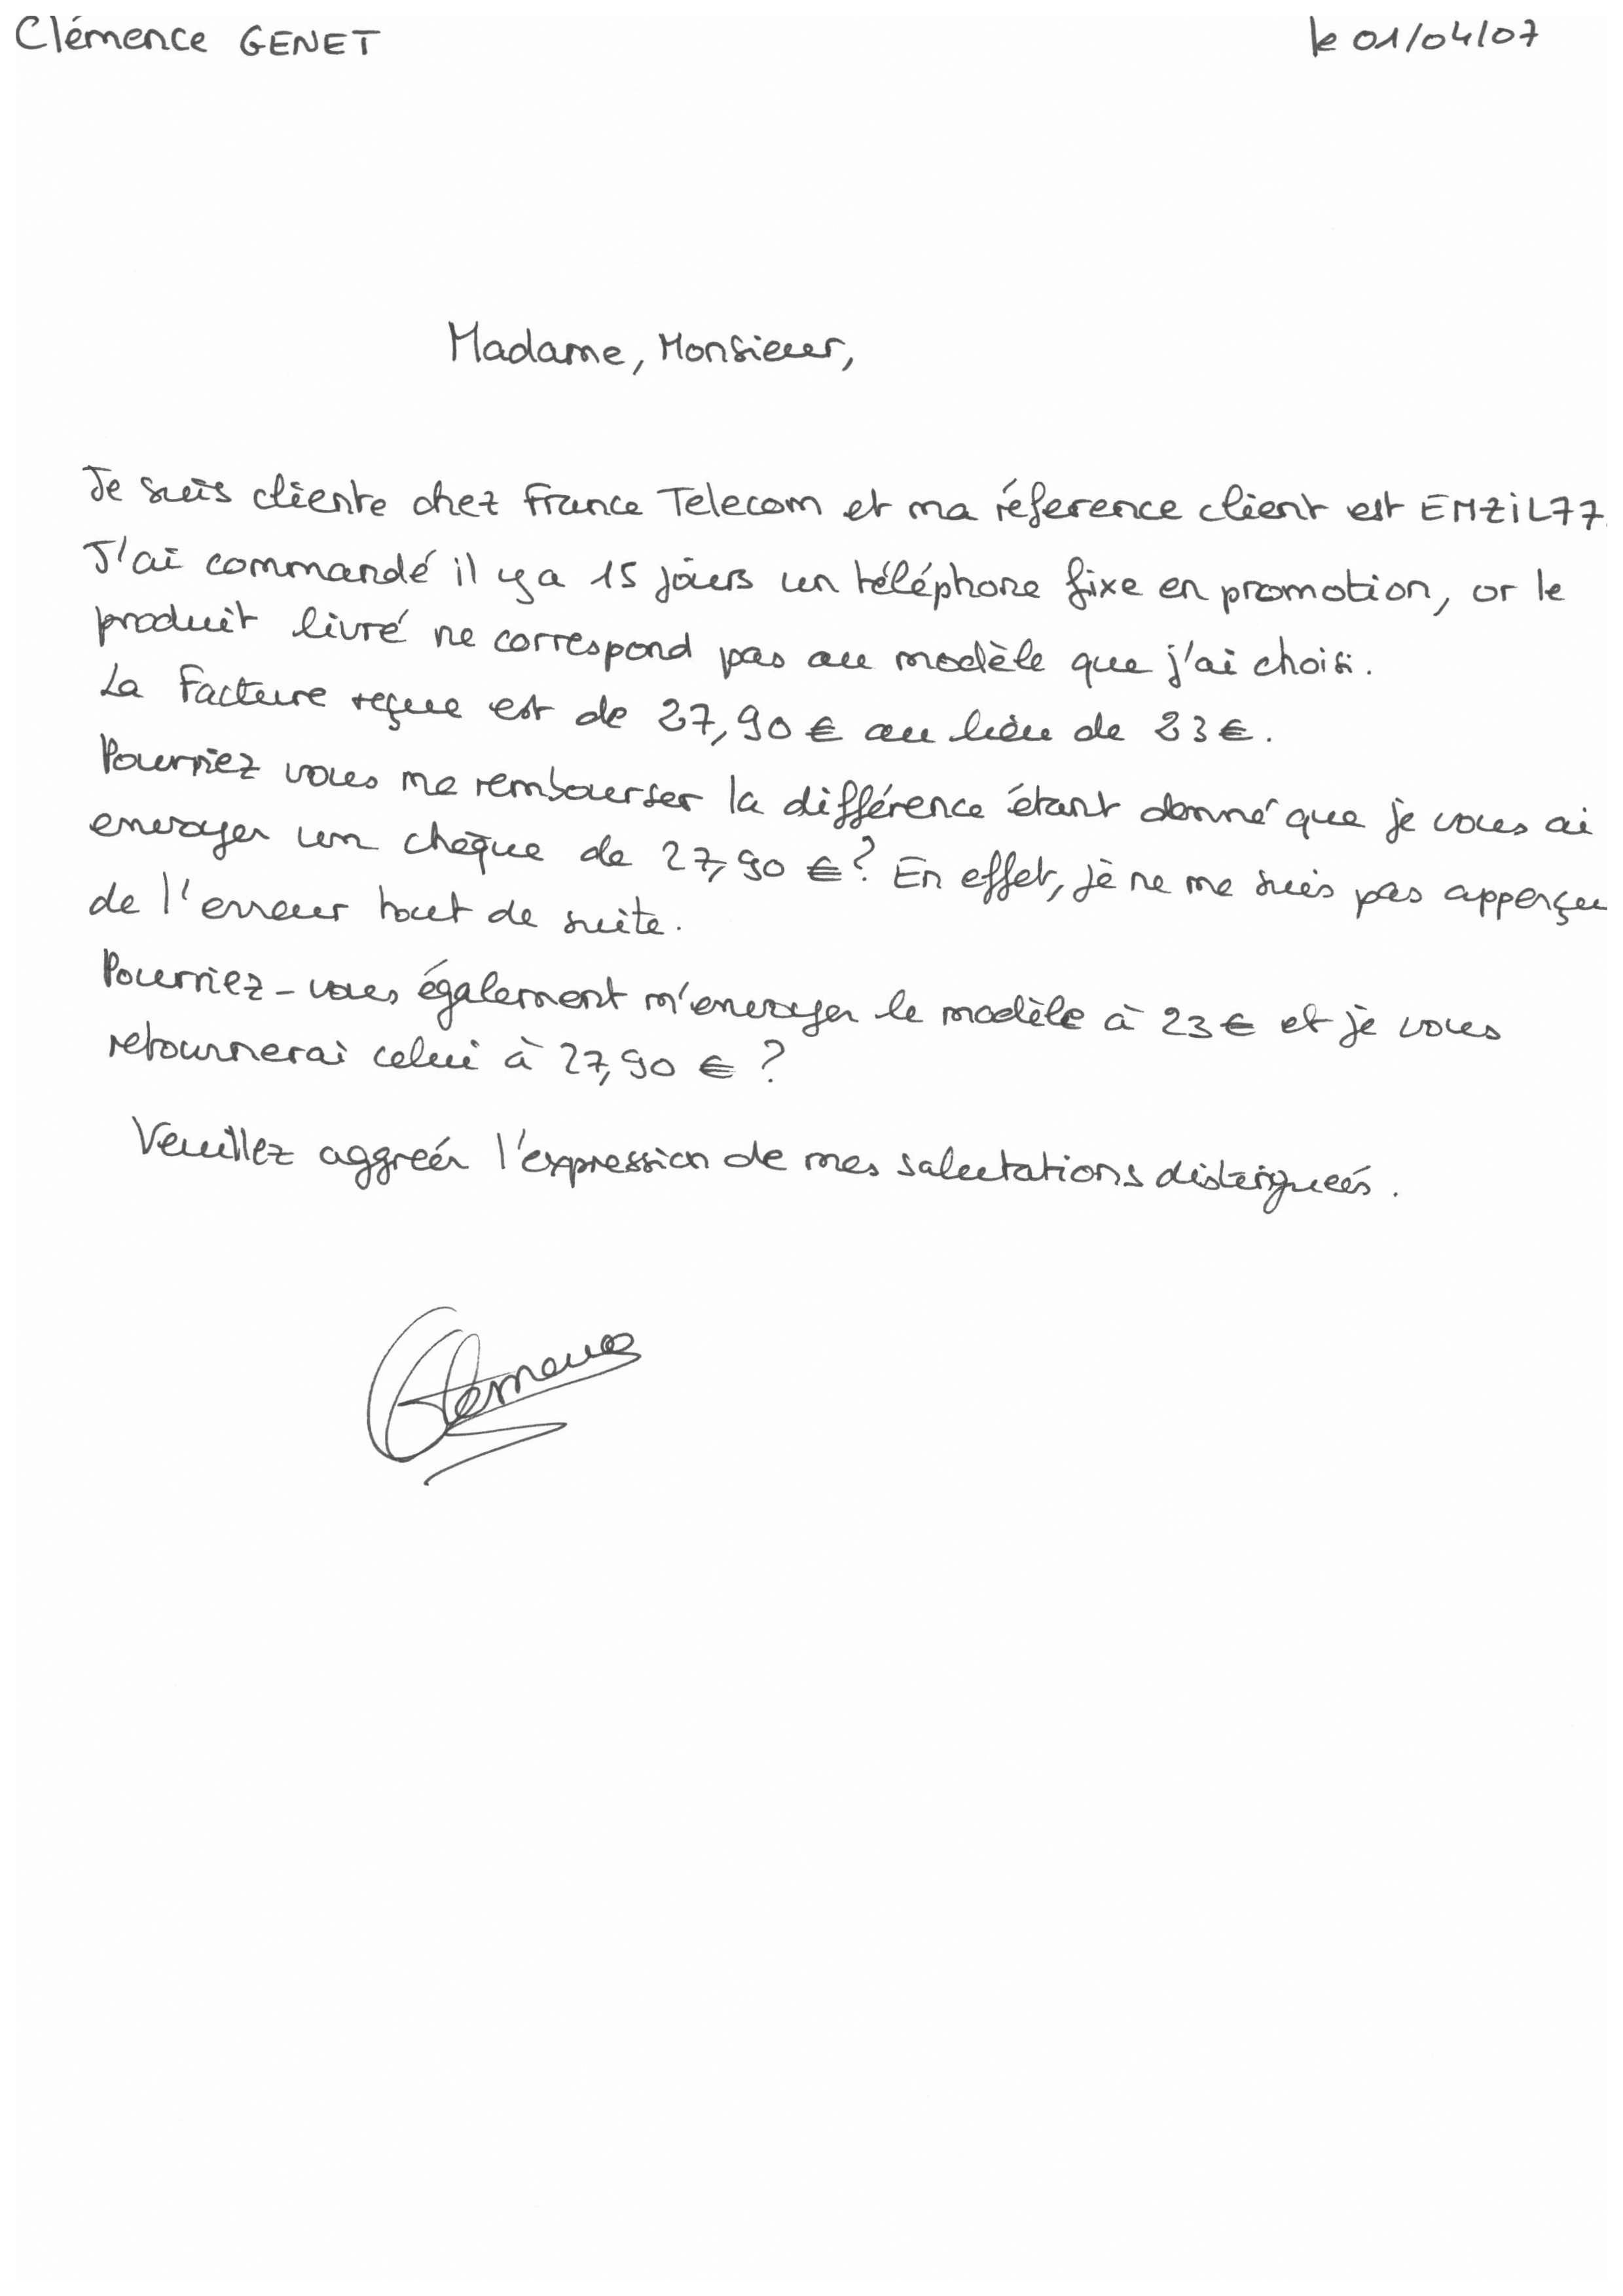 Clémence GENET
le 01/04/07
Madame, Monsieur,
Je suis cliente chez France Telecom et ma réference client est EMZIL77.
J'ai commandé il y a 15 jours un téléphone fixe en promotion, or le
produit livré ne correspond pas au modèle que j'ai choisi.
La facture reçue est de 27,90 € au lieu de 23 €.
Pourriez vous me rembourser la différence étant donné que je vous ai
envoyer un chèque de 27,90 € ? En effet, je ne me suis pas apperçu
de l'erreur tout de suite.
Pourriez-vous également m'envoyer le modèle à 23 € et je vous
retournerai celui à 27,90 € ?
Veuillez aggréér l'expression de mes salutations distinguées.
Clemence